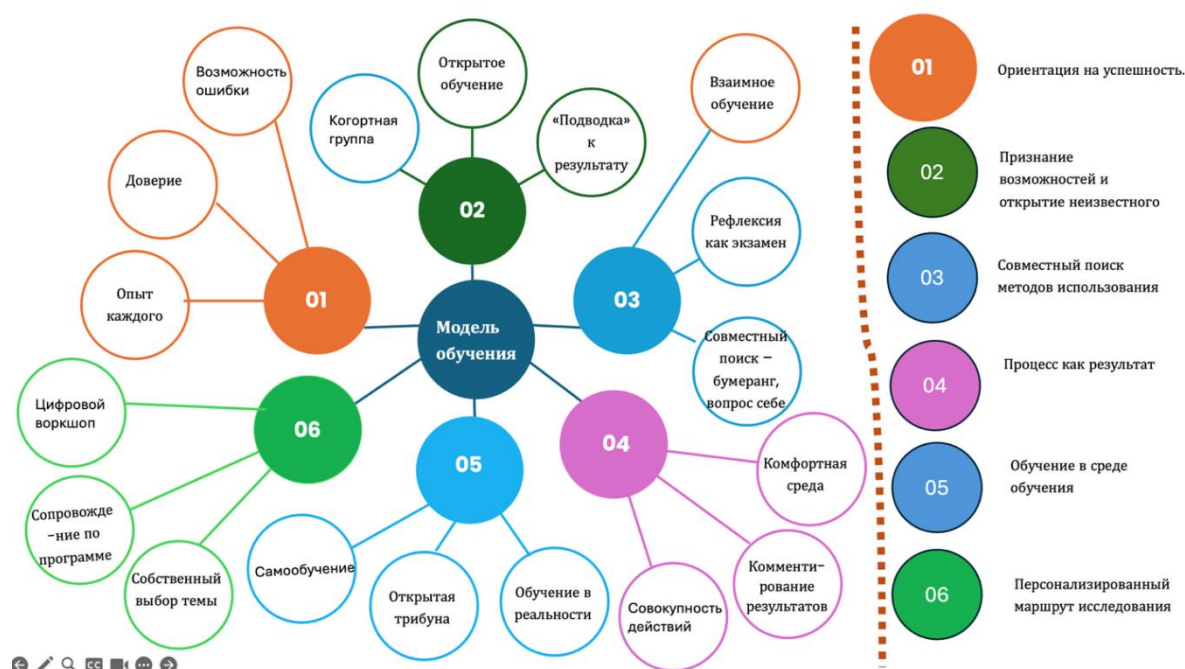 Модель
обучения
01
Возможность
ошибки
Доверие
Опыт
каждого
02
Когортная
группа
Открытое
обучение
«Подводка»
к
результату
03
Взаимное
обучение
Рефлексия
как экзамен
Совместный
поиск –
бумеранг,
вопрос себе
04
Комфортная
среда
Комменти-
рование
результатов
Совокупность
действий
05
Обучение в
реальности
Открытая
трибуна
Самообучение
06
Цифровой
воркшоп
Сопровожде
-ние по
программе
Собственный
выбор темы
01
Ориентация на успешность.
02
Признание
возможностей и
открытие неизвестного
03
Совместный поиск
методов использования
04
Процесс как результат
05
Обучение в среде
обучения
06
Персонализированный
маршрут исследования
CC